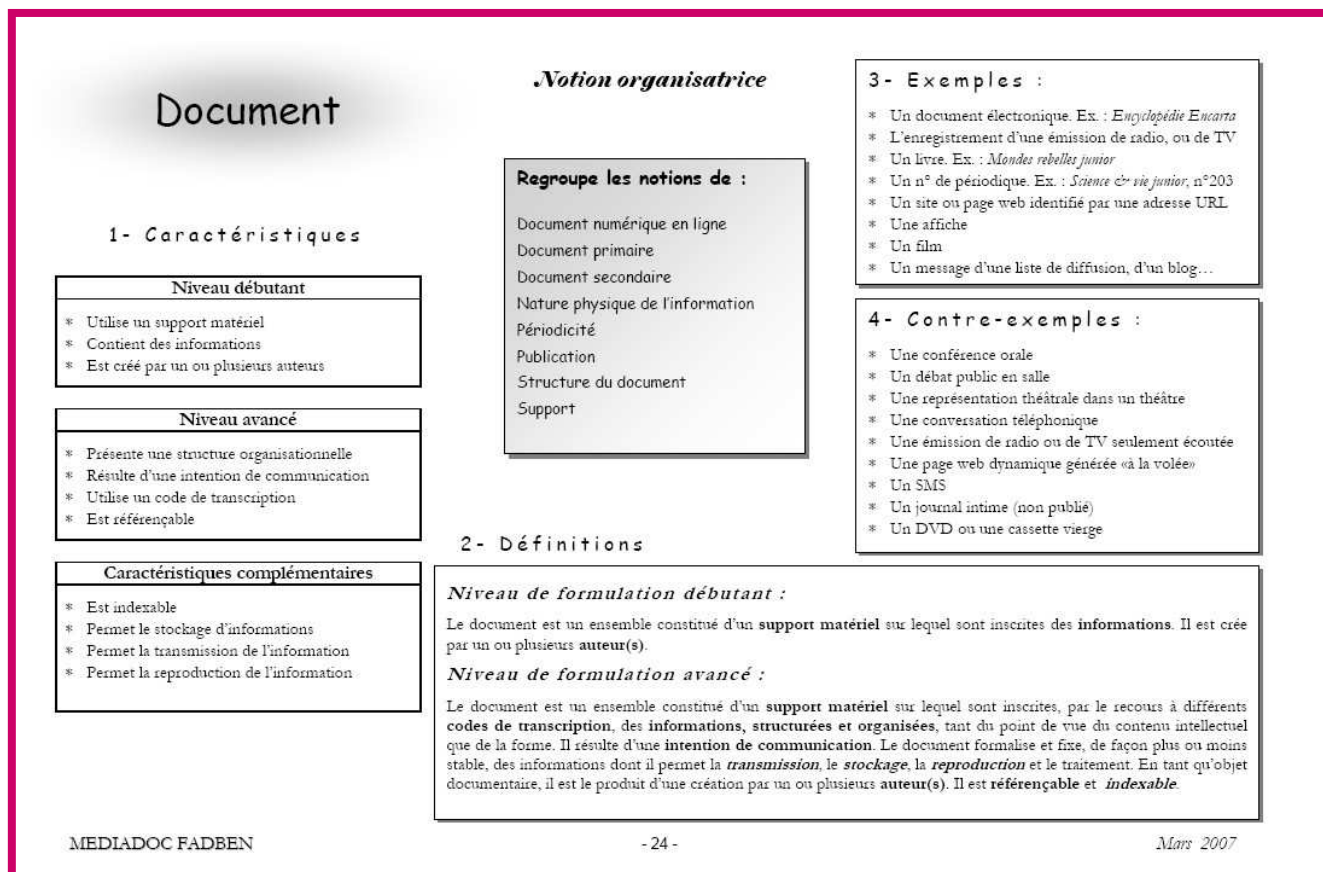 Document
1- Caractéristiques
Niveau débutant
* Utilise un support matériel
* Contient des informations
* Est créé par un ou plusieurs auteurs
Niveau avancé
* Présente une structure organisationnelle
* Résulte d'une intention de communication
* Utilise un code de transcription
* Est référençable
Caractéristiques complémentaires
* Est indexable
* Permet le stockage d'informations
* Permet la transmission de l'information
* Permet la reproduction de l'information
Notion organisatrice
Regroupe les notions de :
Document numérique en ligne
Document primaire
Document secondaire
Nature physique de l'information
Périodicité
Publication
Structure du document
Support
3- Exemples :
* Un document électronique. Ex. : Encyclopédie Encarta
* L'enregistrement d'une émission de radio, ou de TV
* Un livre. Ex. : Mondes rebelles junior
* Un n° de périodique. Ex. : Science & vie junior, n°203
* Un site ou page web identifié par une adresse URL
* Une affiche
* Un film
* Un message d'une liste de diffusion, d'un blog…
4- Contre-exemples :
* Une conférence orale
* Un débat public en salle
* Une représentation théâtrale dans un théâtre
* Une conversation téléphonique
* Une émission de radio ou de TV seulement écoutée
* Une page web dynamique générée «à la volée»
* Un SMS
* Un journal intime (non publié)
* Un DVD ou une cassette vierge
2- Définitions
Niveau de formulation débutant :
Le document est un ensemble constitué d'un support matériel sur lequel sont inscrites des informations. Il est crée
par un ou plusieurs auteur(s).
Niveau de formulation avancé :
Le document est un ensemble constitué d'un support matériel sur lequel sont inscrites, par le recours à différents
codes de transcription, des informations, structurées et organisées, tant du point de vue du contenu intellectuel
que de la forme. Il résulte d'une intention de communication. Le document formalise et fixe, de façon plus ou moins
stable, des informations dont il permet la transmission, le stockage, la reproduction et le traitement. En tant qu'objet
documentaire, il est le produit d'une création par un ou plusieurs auteur(s). Il est référençable et indexable.
MEDIADOC FADBEN
- 24 -
Mars 2007